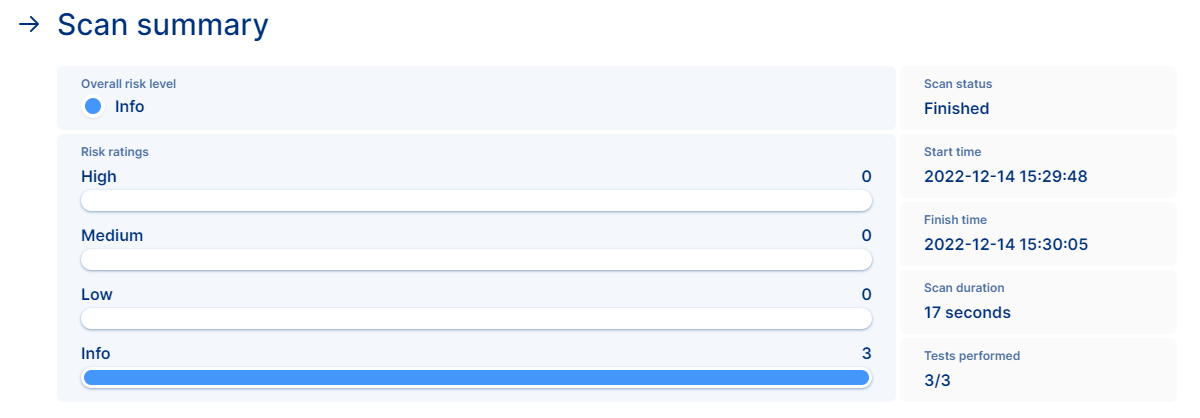 Scan summary
Overall risk level
Info
Risk ratings
High 0
Medium 0
Low 0
Info 3
Scan status
Finished
Start time
2022-12-14 15:29:48
Finish time
2022-12-14 15:30:05
Scan duration
17 seconds
Tests performed
3/3